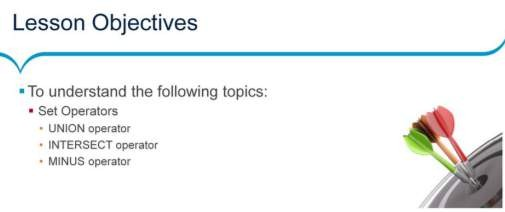 Lesson Objectives
To understand the following topics:
Set Operators
UNION operator
INTERSECT operator
MINUS operator